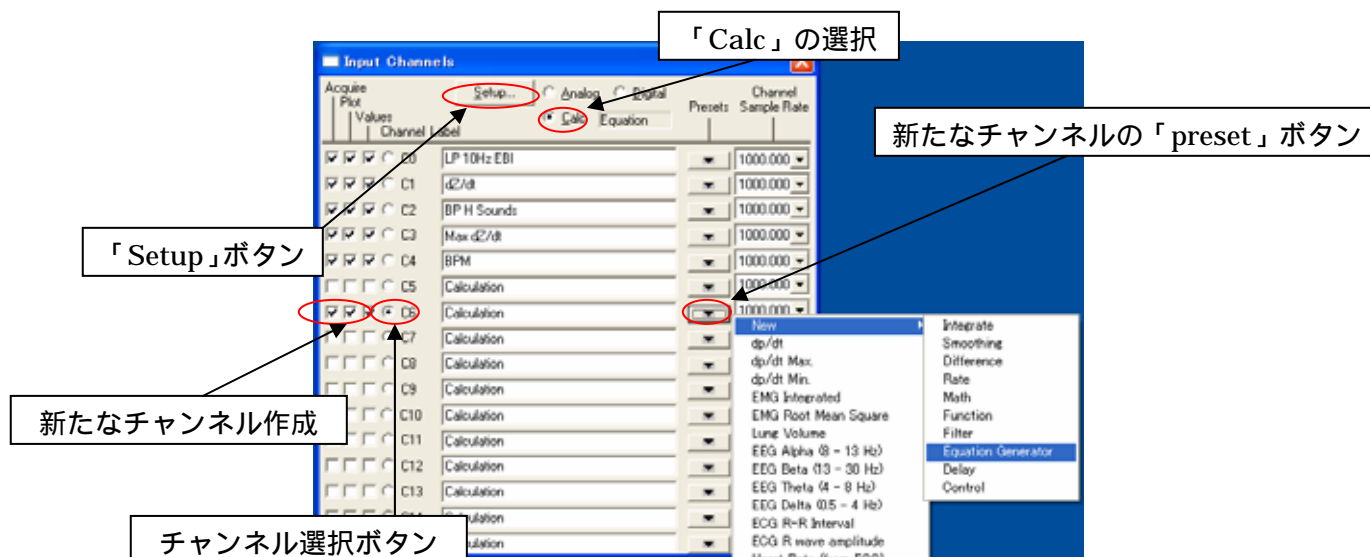 「Calc」の選択
Input Channels
Acquire
Plot
Values
Channel Label
Setup...
Analog
Digital
Calc
Equation
Presets
Channel
Sample Rate
新たなチャンネルの「preset」ボタン
C0 LP 10Hz EBI 1000.000
C1 dZ/dt 1000.000
C2 BP H Sounds 1000.000
C3 Max dZ/dt 1000.000
「Setup」ボタン
C4 BPM 1000.000
C5 Calculation 1000.000
C6 Calculation 1000.000
C7 Calculation
C8 Calculation
C9 Calculation
C10 Calculation
C11 Calculation
C12 Calculation
C13 Calculation
新たなチャンネル作成
チャンネル選択ボタン
New
dp/dt
dp/dt Max.
dp/dt Min.
EMG Integrated
EMG Root Mean Square
Lung Volume
EEG Alpha (8 - 13 Hz)
EEG Beta (13 - 30 Hz)
EEG Theta (4 - 8 Hz)
EEG Delta (0.5 - 4 Hz)
ECG R-R Interval
ECG R wave amplitude
Integrate
Smoothing
Difference
Rate
Math
Function
Filter
Equation Generator
Delay
Control